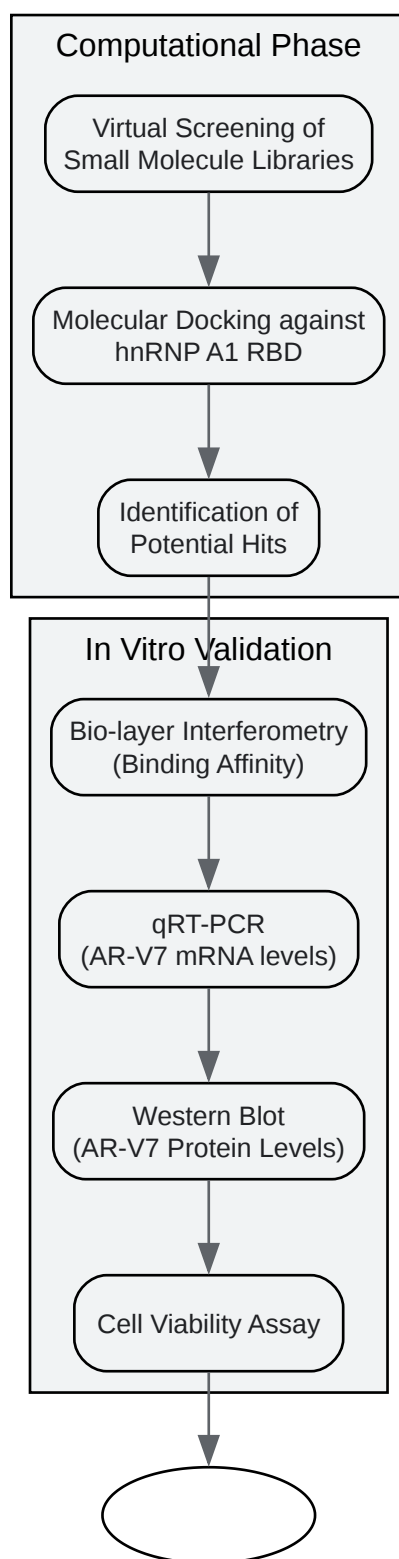 Computational Phase
Virtual Screening of
Small Molecule Libraries
Molecular Docking against
hnRNP A1 RBD
Identification of
Potential Hits
In Vitro Validation
Bio-layer Interferometry
(Binding Affinity)
qRT-PCR
(AR-V7 mRNA levels)
Western Blot
(AR-V7 Protein Levels)
Cell Viability Assay